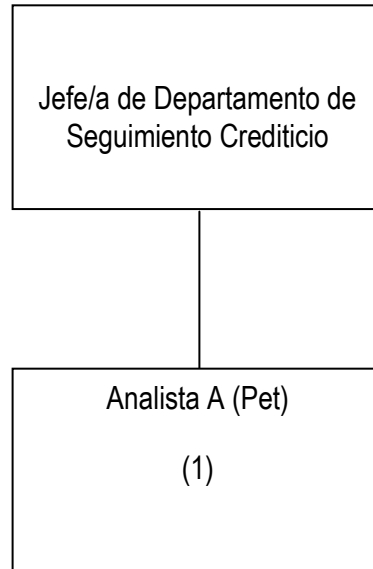 Jefe/a de Departamento de
Seguimiento Crediticio
Analista A (Pet)
(1)